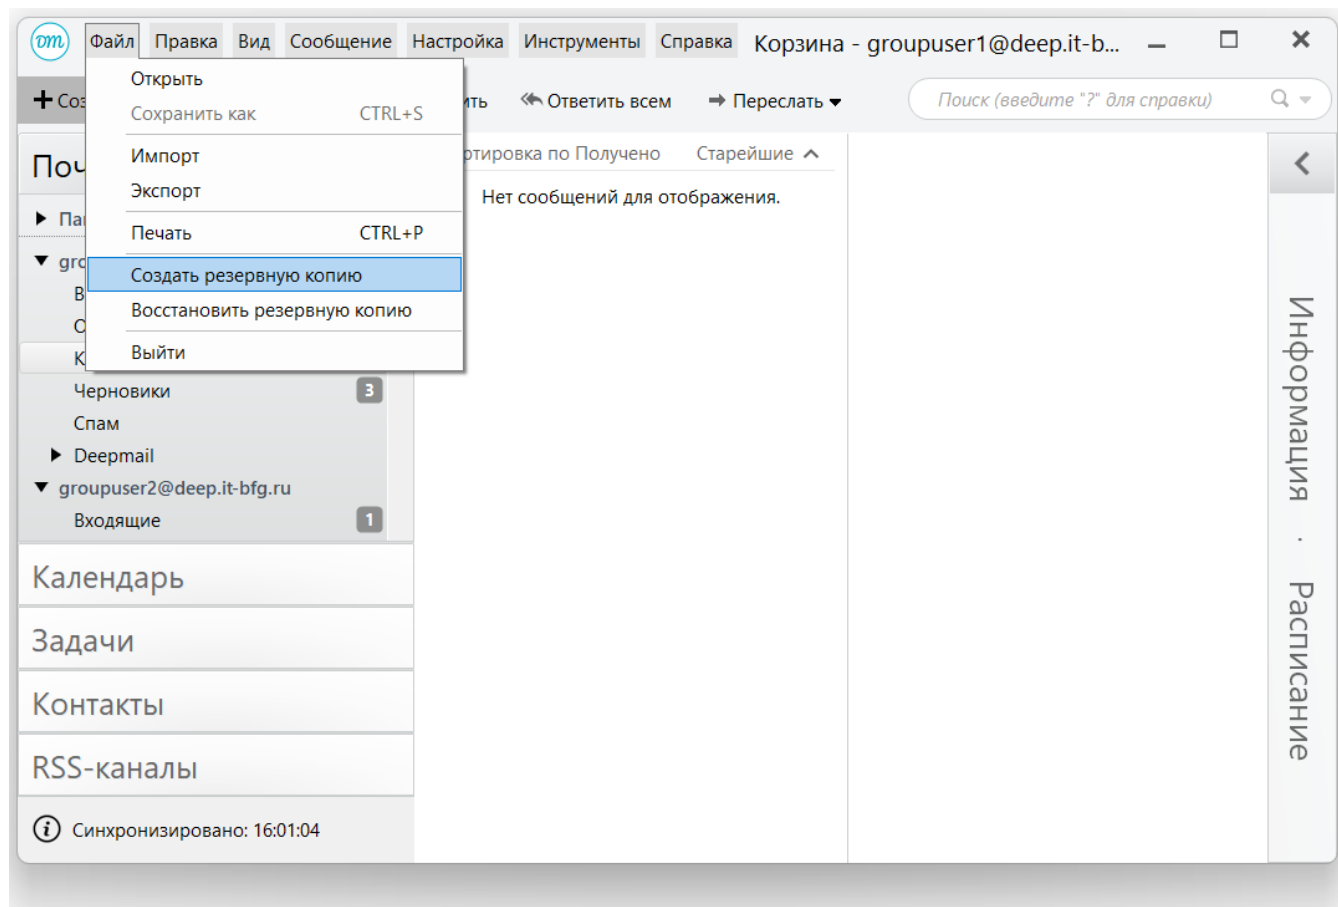 Файл Правка Вид Сообщение Настройка Инструменты Справка Корзина - groupuser1@deep.it-b...
Открыть
Сохранить как CTRL+S
Импорт
Экспорт
Печать CTRL+P
Создать резервную копию
Восстановить резервную копию
Выйти
Ответить всем Переслать
Поиск (введите "?" для справки)
Получено Старейшие
по
Нет сообщений для отображения.
Черновики 3
Спам
Deepmail
groupuser2@deep.it-bfg.ru
Входящие 1
Календарь
Задачи
Контакты
RSS-каналы
Синхронизировано: 16:01:04
Информация · Расписание